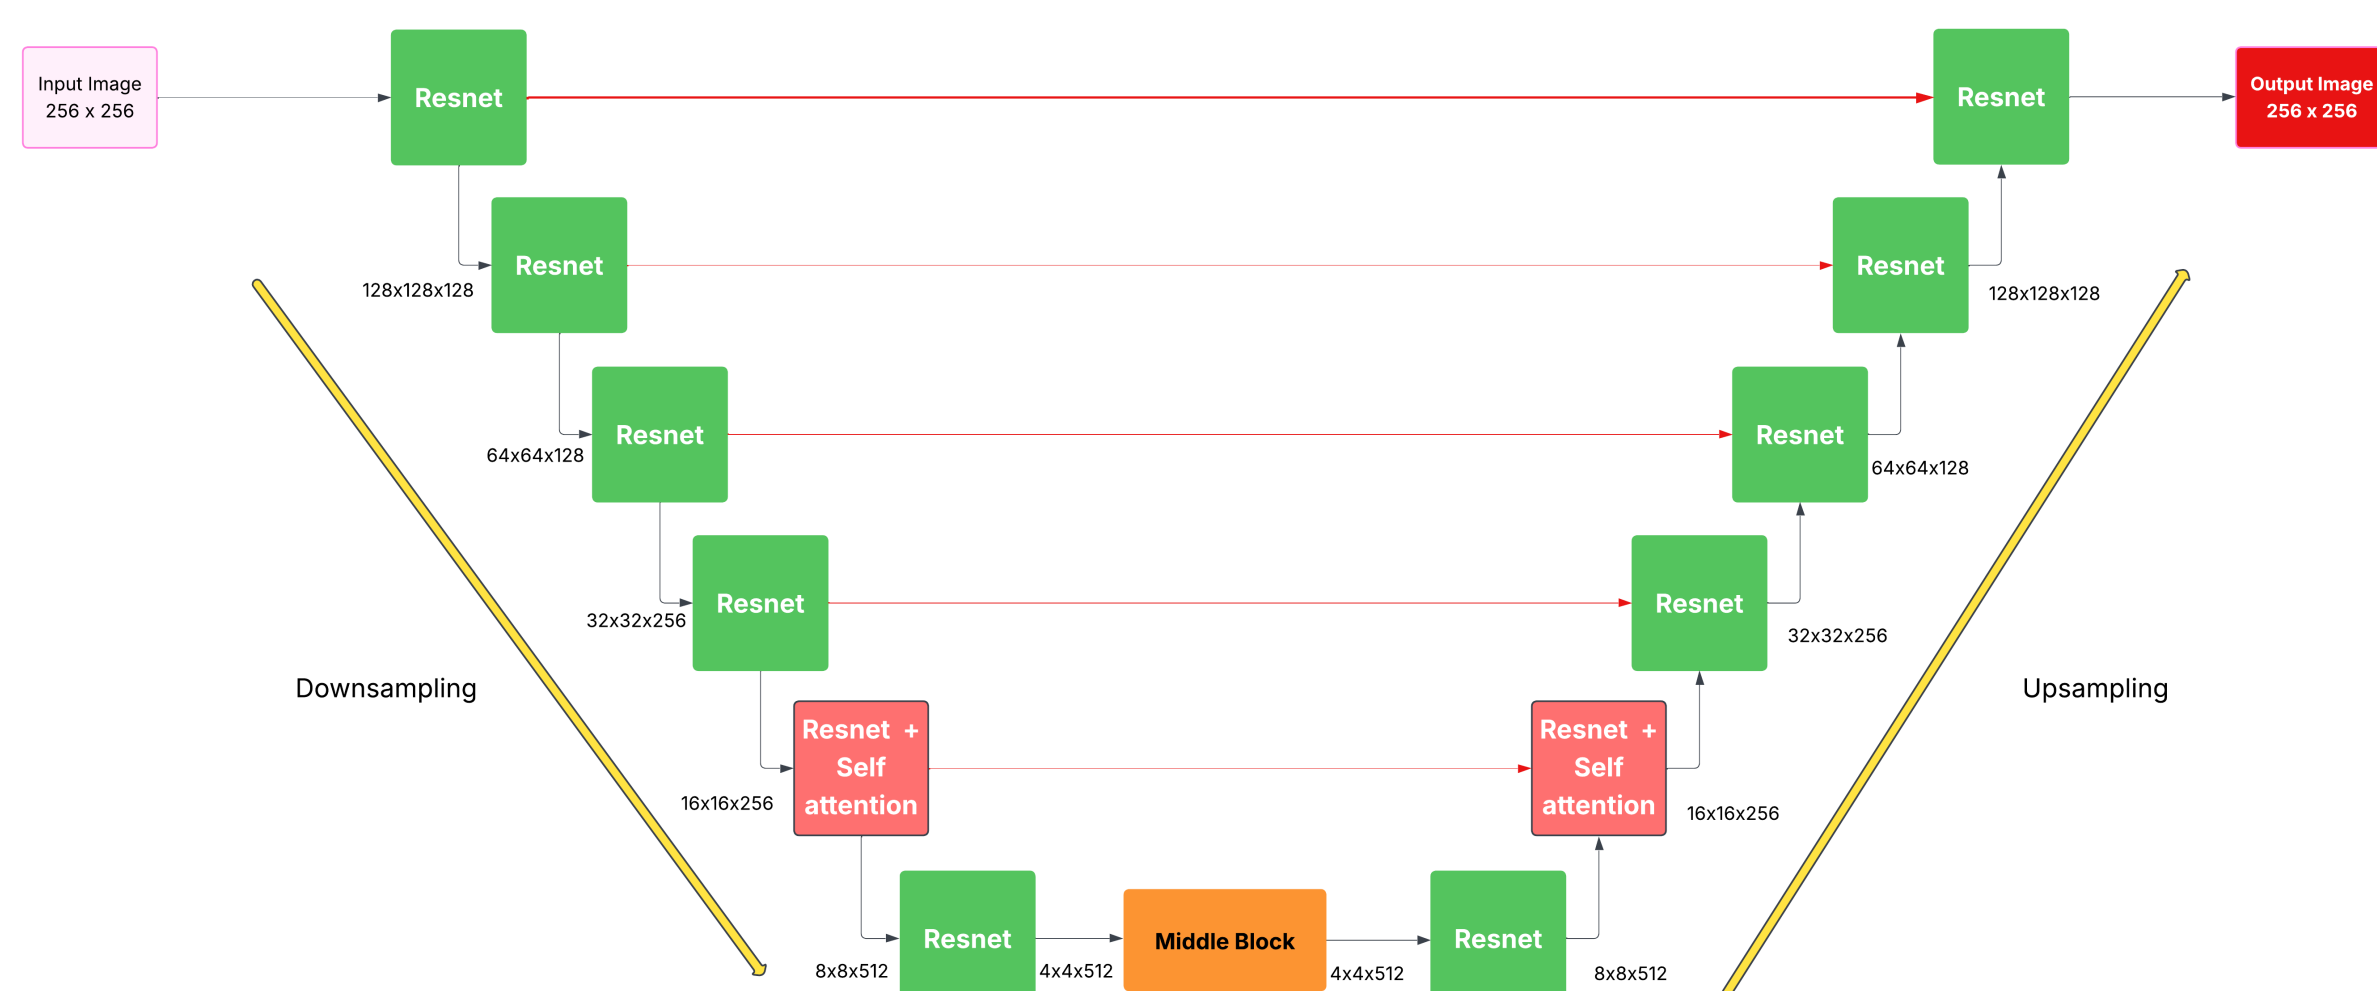 Input Image
256 x 256
Resnet
Resnet
Output Image
256 x 256
Resnet
Resnet
128x128x128
128x128x128
Resnet
Resnet
64x64x128
64x64x128
Resnet
Resnet
32x32x256
32x32x256
Downsampling
Upsampling
Resnet +
Self
attention
Resnet +
Self
attention
16x16x256
16x16x256
Resnet
Middle Block
Resnet
8x8x512
4x4x512
4x4x512
8x8x512